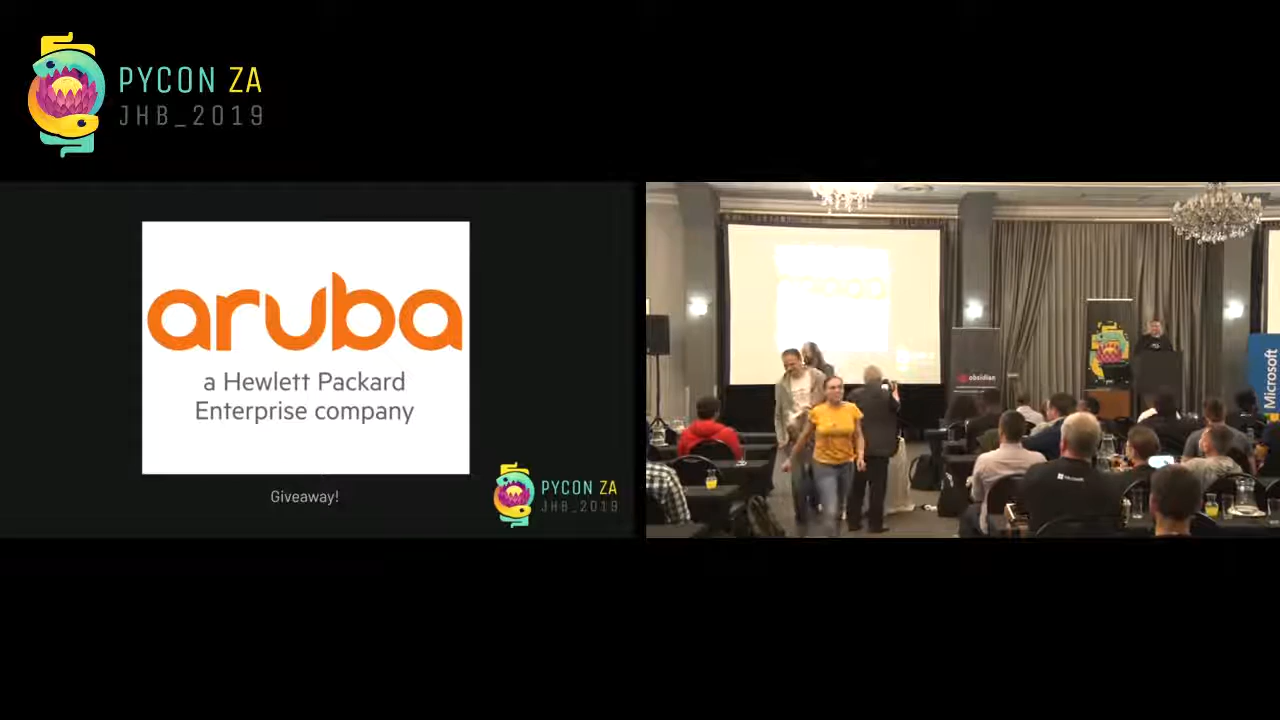 PYCON ZA
JHB_2019
aruba
a Hewlett Packard
Enterprise company
Giveaway!
PYCON ZA
JHB_2019
obsidian
Microsoft